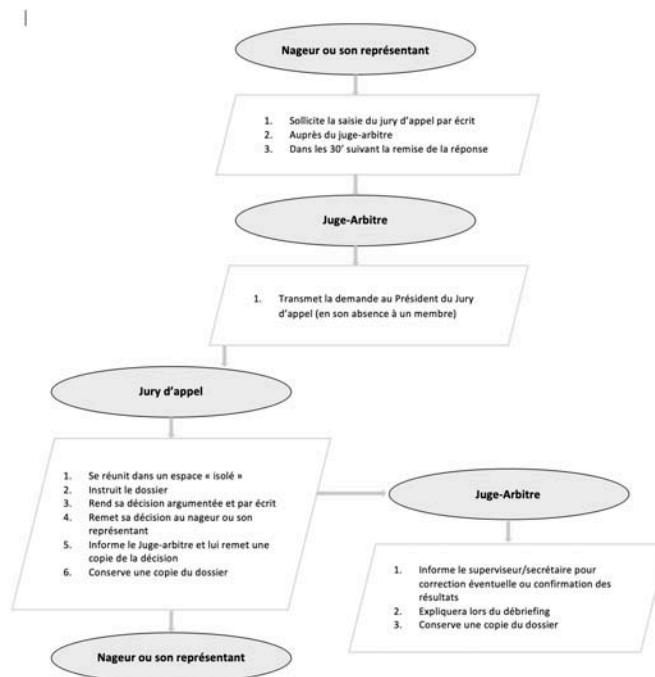 Nageur ou son représentant
1. Sollicite la saisie du jury d'appel par écrit
2. Auprès du juge-arbitre
3. Dans les 30' suivant la remise de la réponse
Juge-Arbitre
1. Transmet la demande au Président du Jury
d'appel (en son absence à un membre)
Jury d'appel
1. Se réunit dans un espace « isolé »
2. Instruit le dossier
3. Rend sa décision argumentée et par écrit
4. Remet sa décision au nageur ou son
représentant
5. Informe le Juge-arbitre et lui remet une
copie de la décision
6. Conserve une copie du dossier
Juge-Arbitre
1. Informe le superviseur/secrétaire pour
correction éventuelle ou confirmation des
résultats
2. Expliquera lors du débriefing
3. Conserve une copie du dossier
Nageur ou son représentant